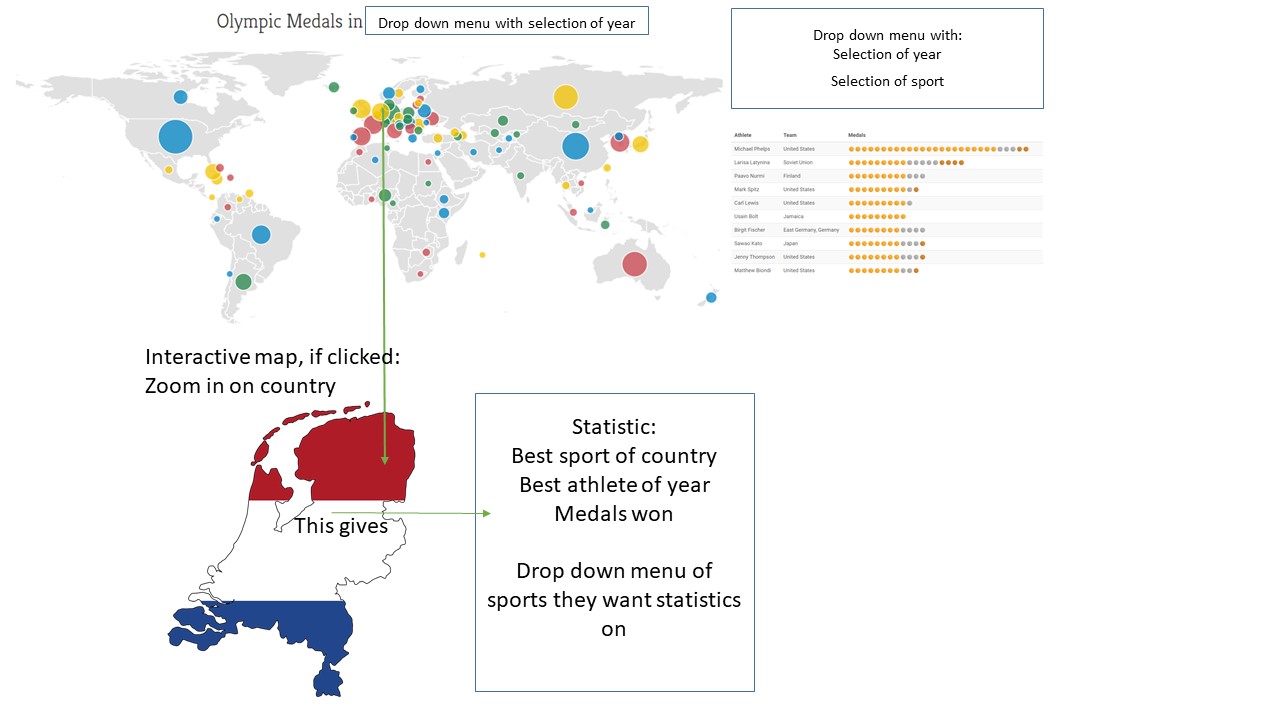 Olympic Medals in
Drop down menu with selection of year
Drop down menu with:
Selection of year
Selection of sport
Athlete Team Medals
Michael Phelps United States
Larisa Latynina Soviet Union
Paavo Nurmi Finland
Mark Spitz United States
Carl Lewis United States
Usain Bolt Jamaica
Birgit Fischer East Germany, Germany
Sawao Kato Japan
Jenny Thompson United States
Matthew Biondi United States
Interactive map, if clicked:
Zoom in on country
This gives
Statistic:
Best sport of country
Best athlete of year
Medals won
Drop down menu of
sports they want statistics
on